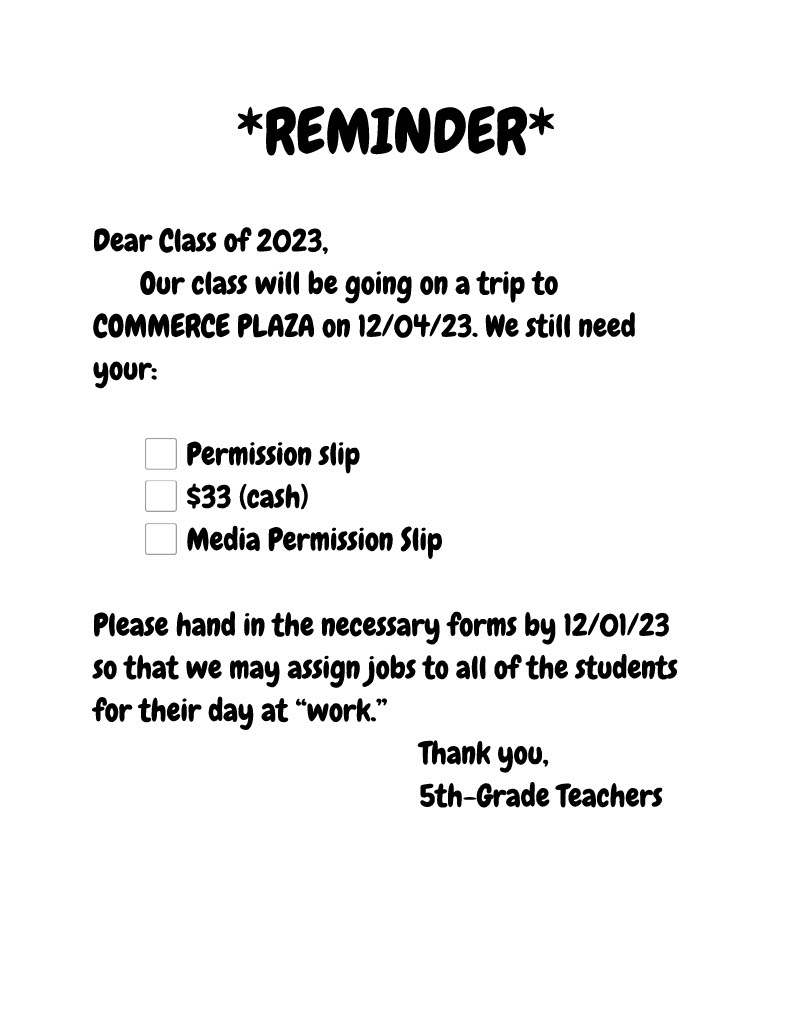 *REMINDER*
Dear Class of 2023,
Our class will be going on a trip to
COMMERCE PLAZA on 12/04/23. We still need
your:
Permission slip
$33 (cash)
Media Permission Slip
Please hand in the necessary forms by 12/01/23
so that we may assign jobs to all of the students
for their day at “work.”
Thank you,
5th-Grade Teachers